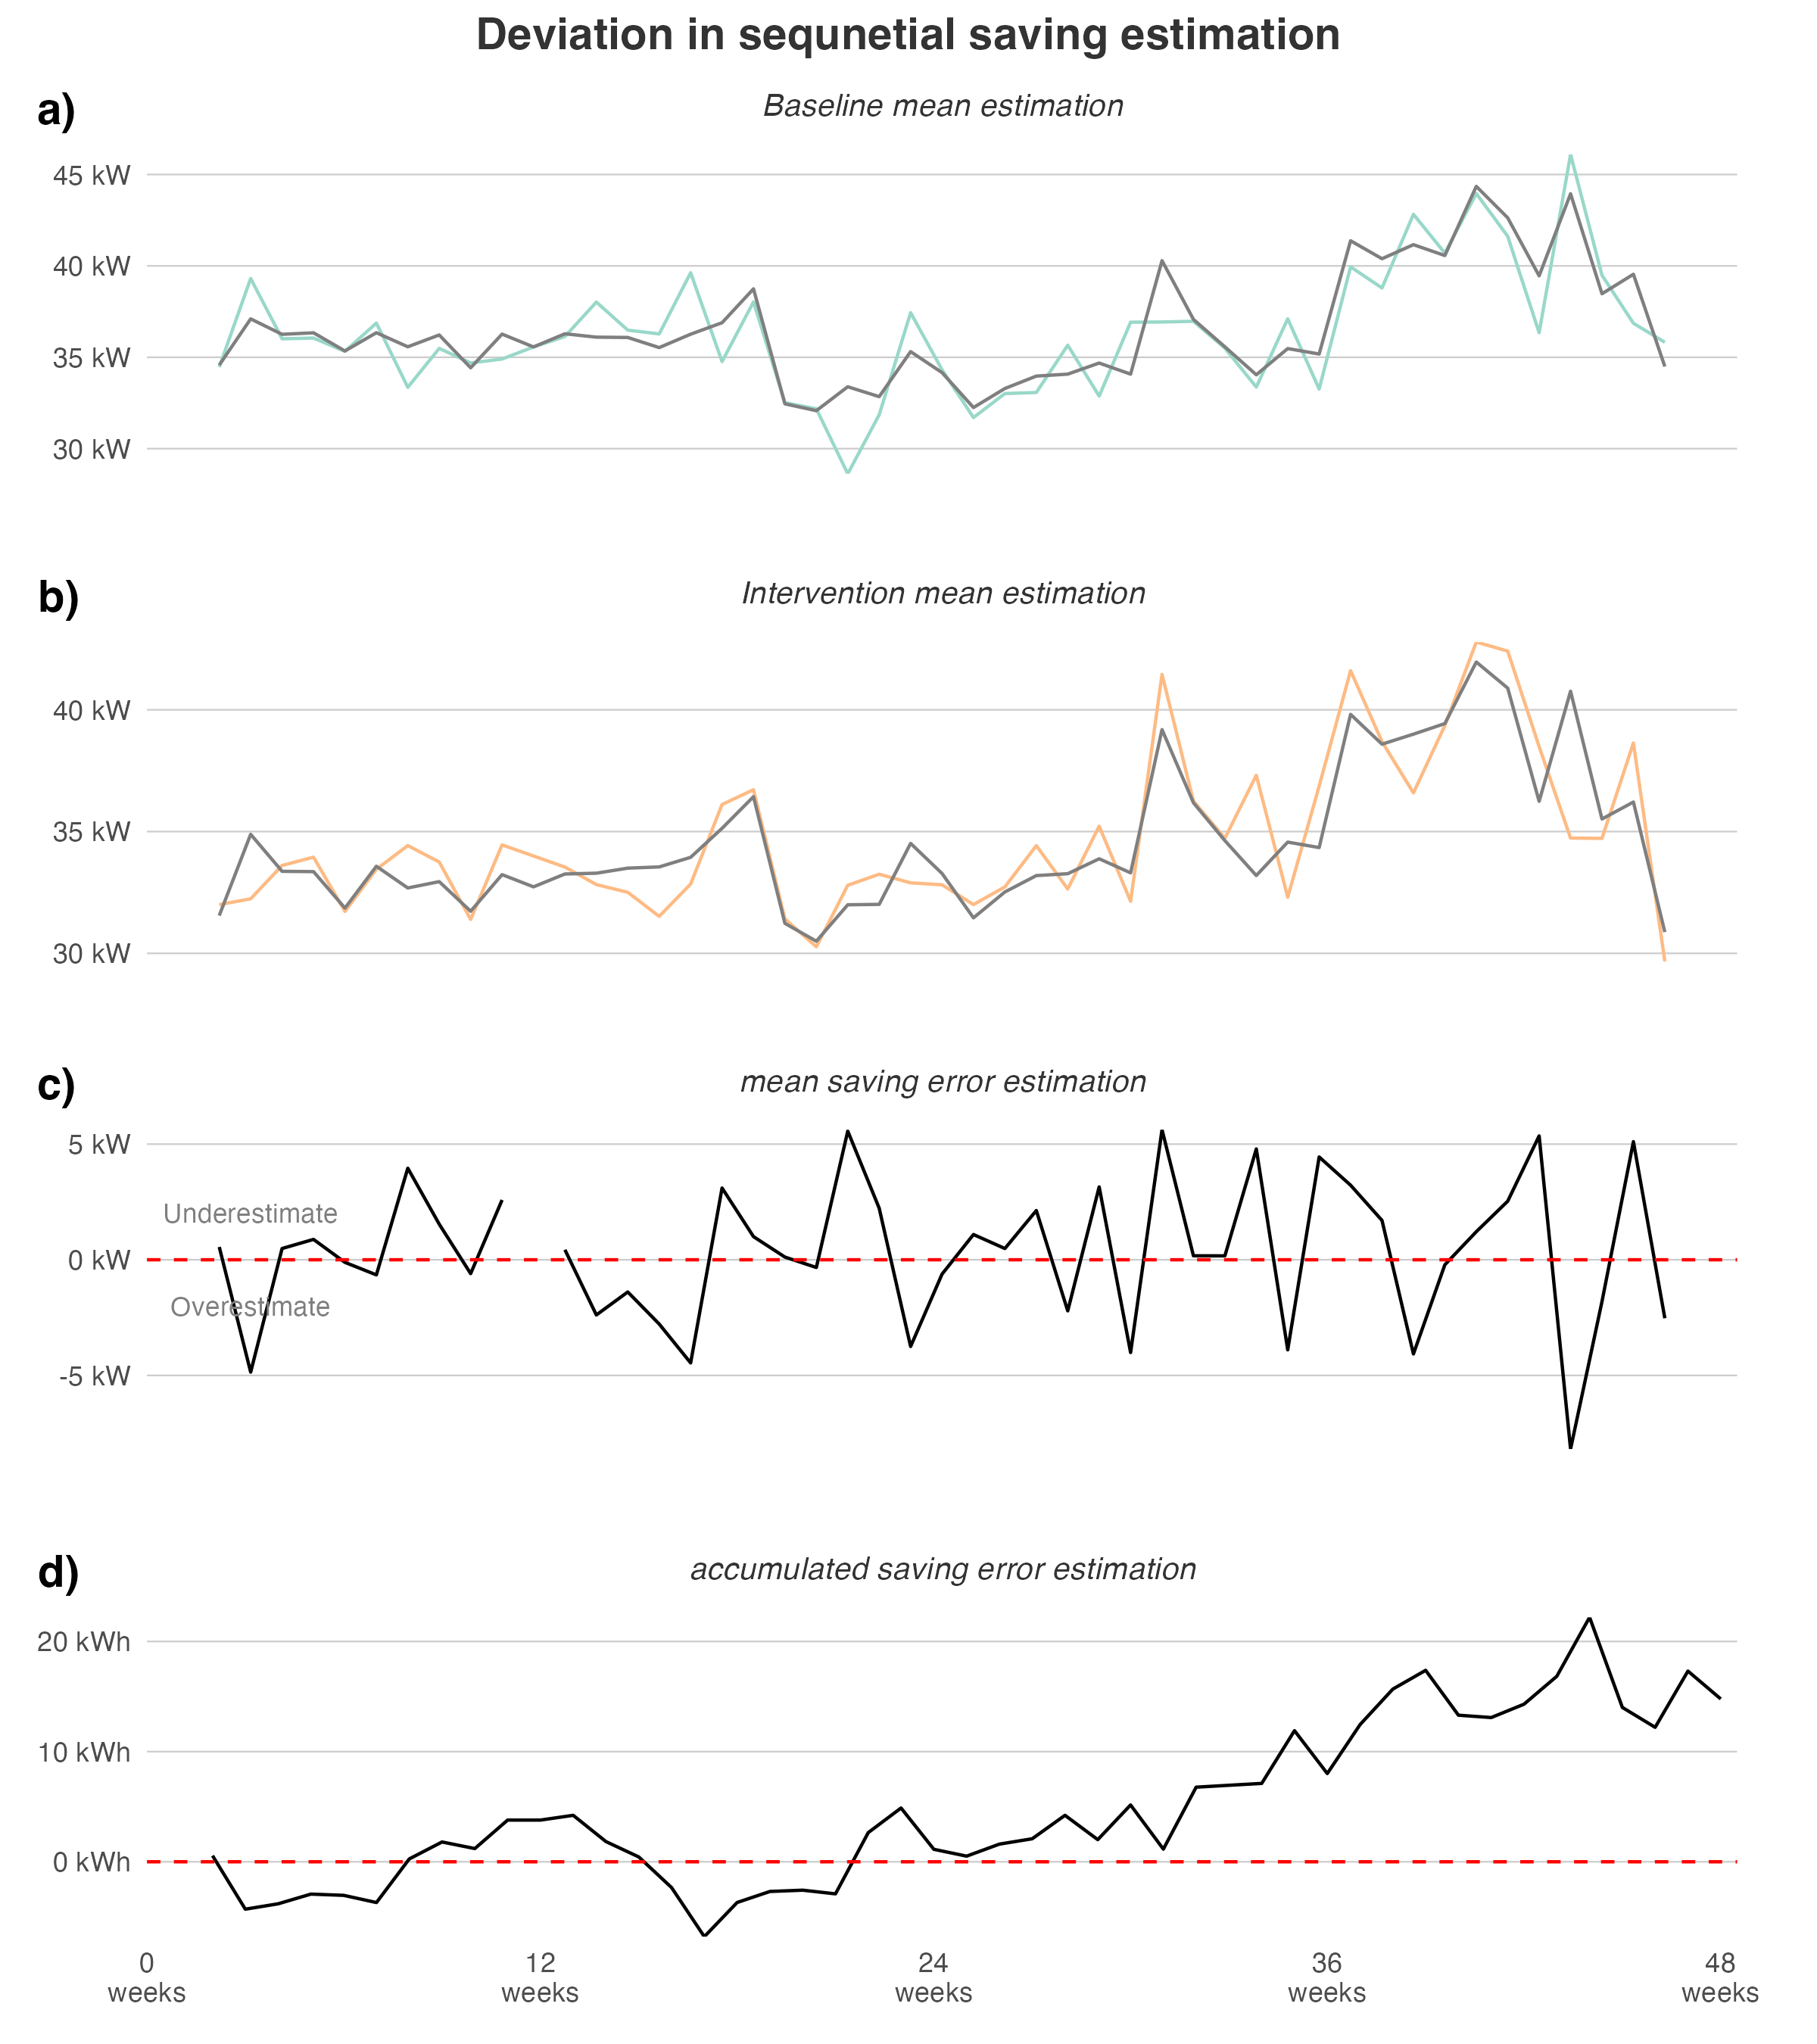 Deviation in sequnetial saving estimation
a)
Baseline mean estimation
45 kW
40 kW
35 kW
30 kW
b)
Intervention mean estimation
40 kW
35 kW
30 kW
c)
mean saving error estimation
5 kW
Underestimate
0 kW
Overestimate
-5 kW
d)
accumulated saving error estimation
20 kWh
10 kWh
0 kWh
0 12 24 36 48
weeks weeks weeks weeks weeks